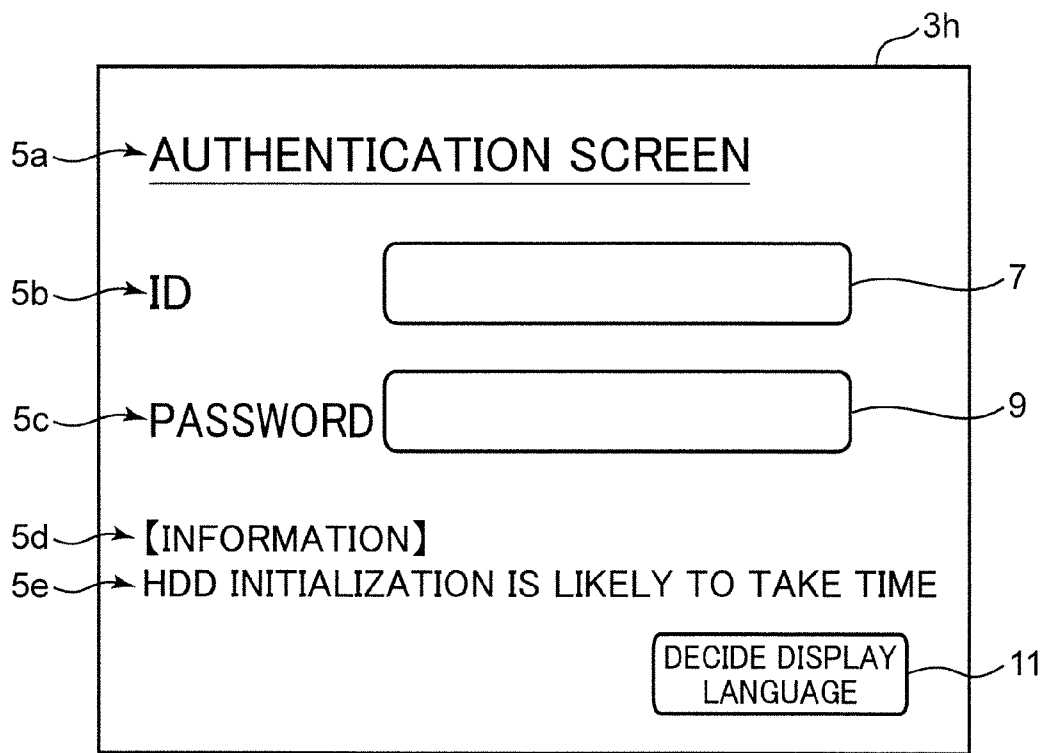 3h
5a AUTHENTICATION SCREEN
5b ID 7
5c PASSWORD 9
5d 【INFORMATION】
5e HDD INITIALIZATION IS LIKELY TO TAKE TIME
DECIDE DISPLAY
LANGUAGE
11